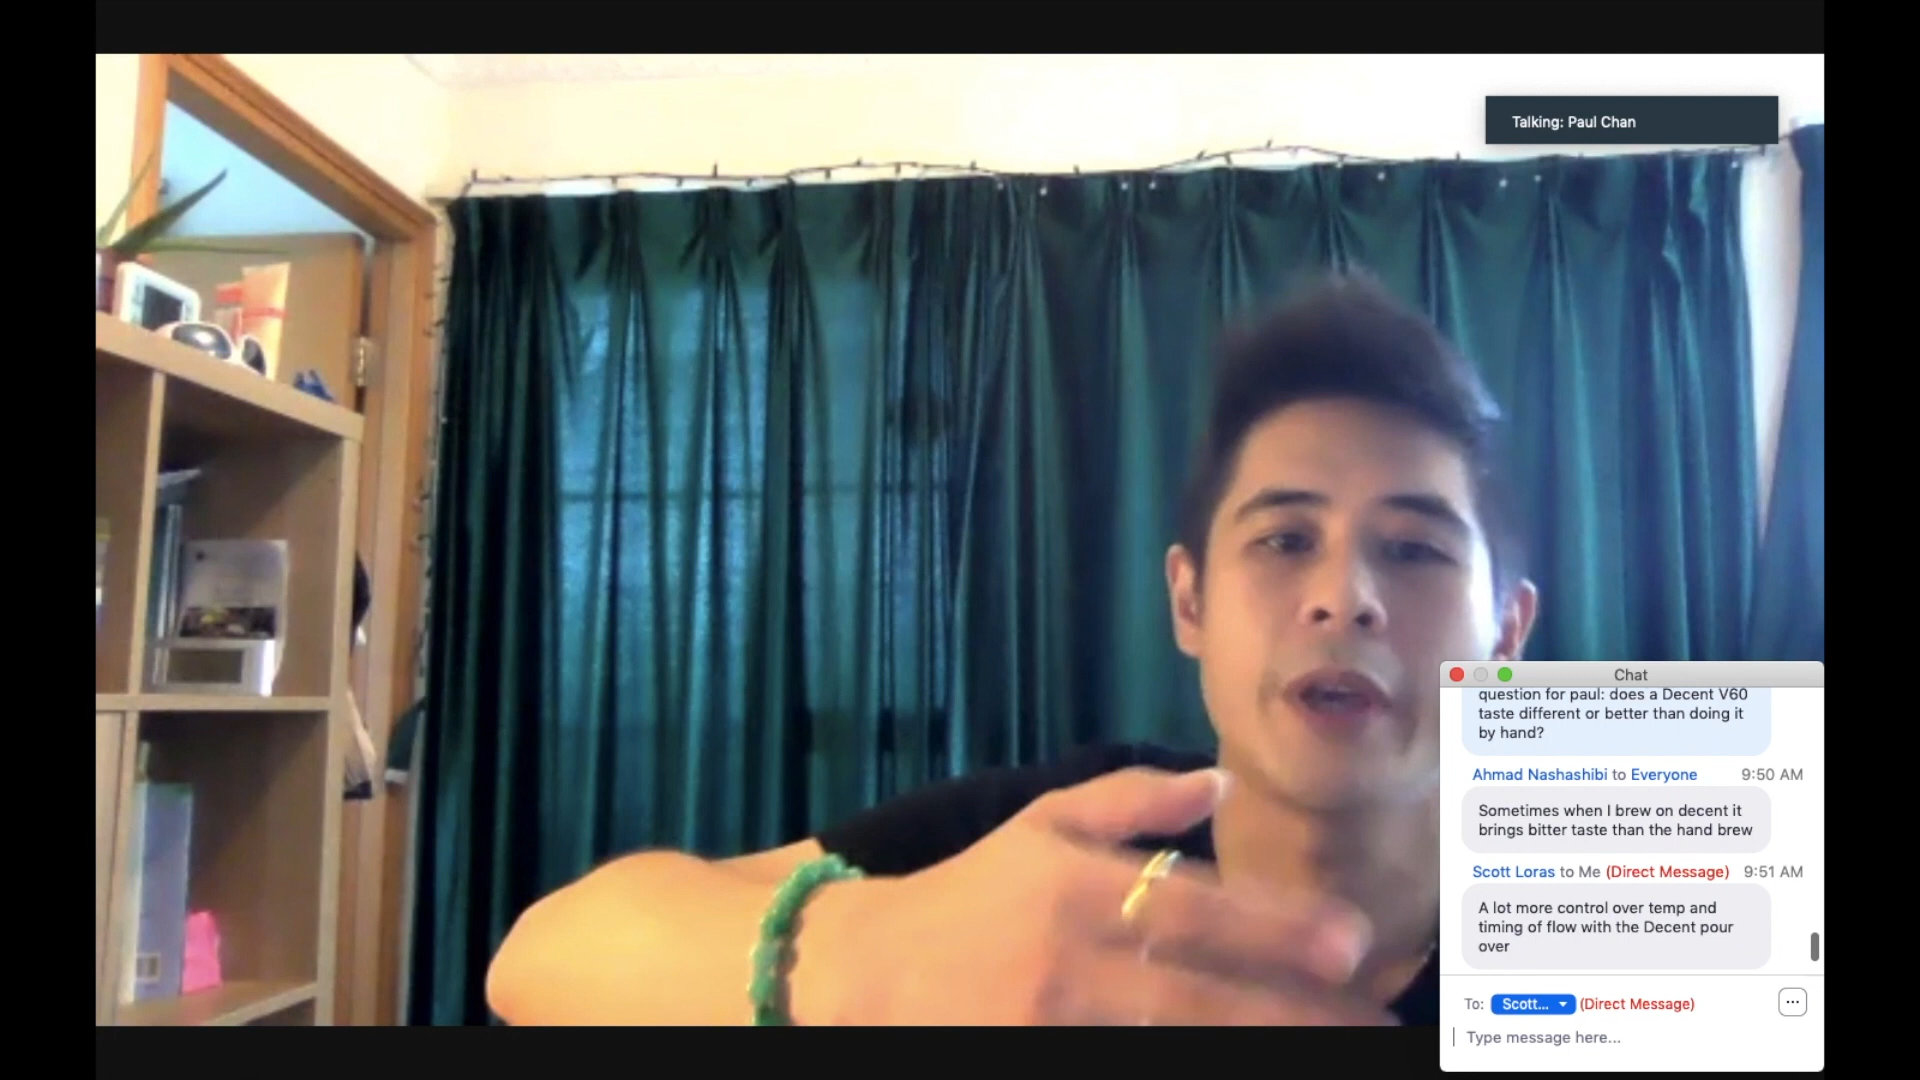 Talking: Paul Chan
Chat
question for paul: does a Decent V60
taste different or better than doing it
by hand?
Ahmad Nashashibi to Everyone 9:50 AM
Sometimes when I brew on decent it
brings bitter taste than the hand brew
Scott Loras to Me (Direct Message) 9:51 AM
A lot more control over temp and
timing of flow with the Decent pour
over
To: Scott... (Direct Message)
Type message here...